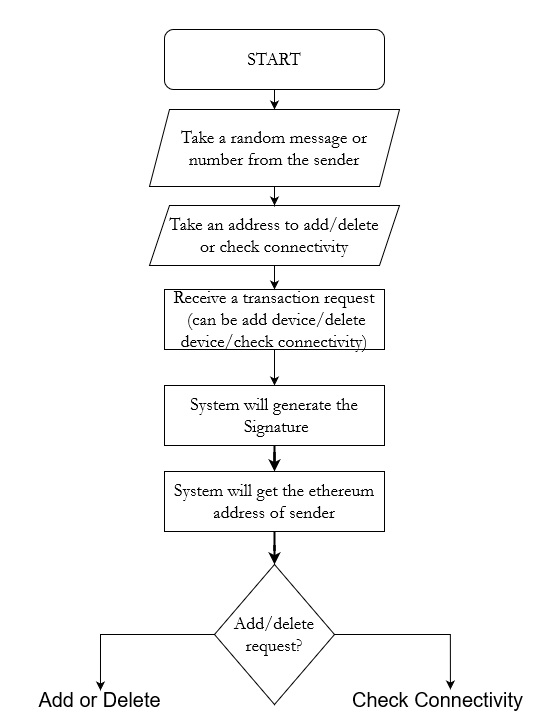 START
Take a random message or
number from the sender
Take an address to add/delete
or check connectivity
Receive a transaction request
(can be add device/delete
device/check connectivity)
System will generate the
Signature
System will get the ethereum
address of sender
Add/delete
request?
Add or Delete
Check Connectivity